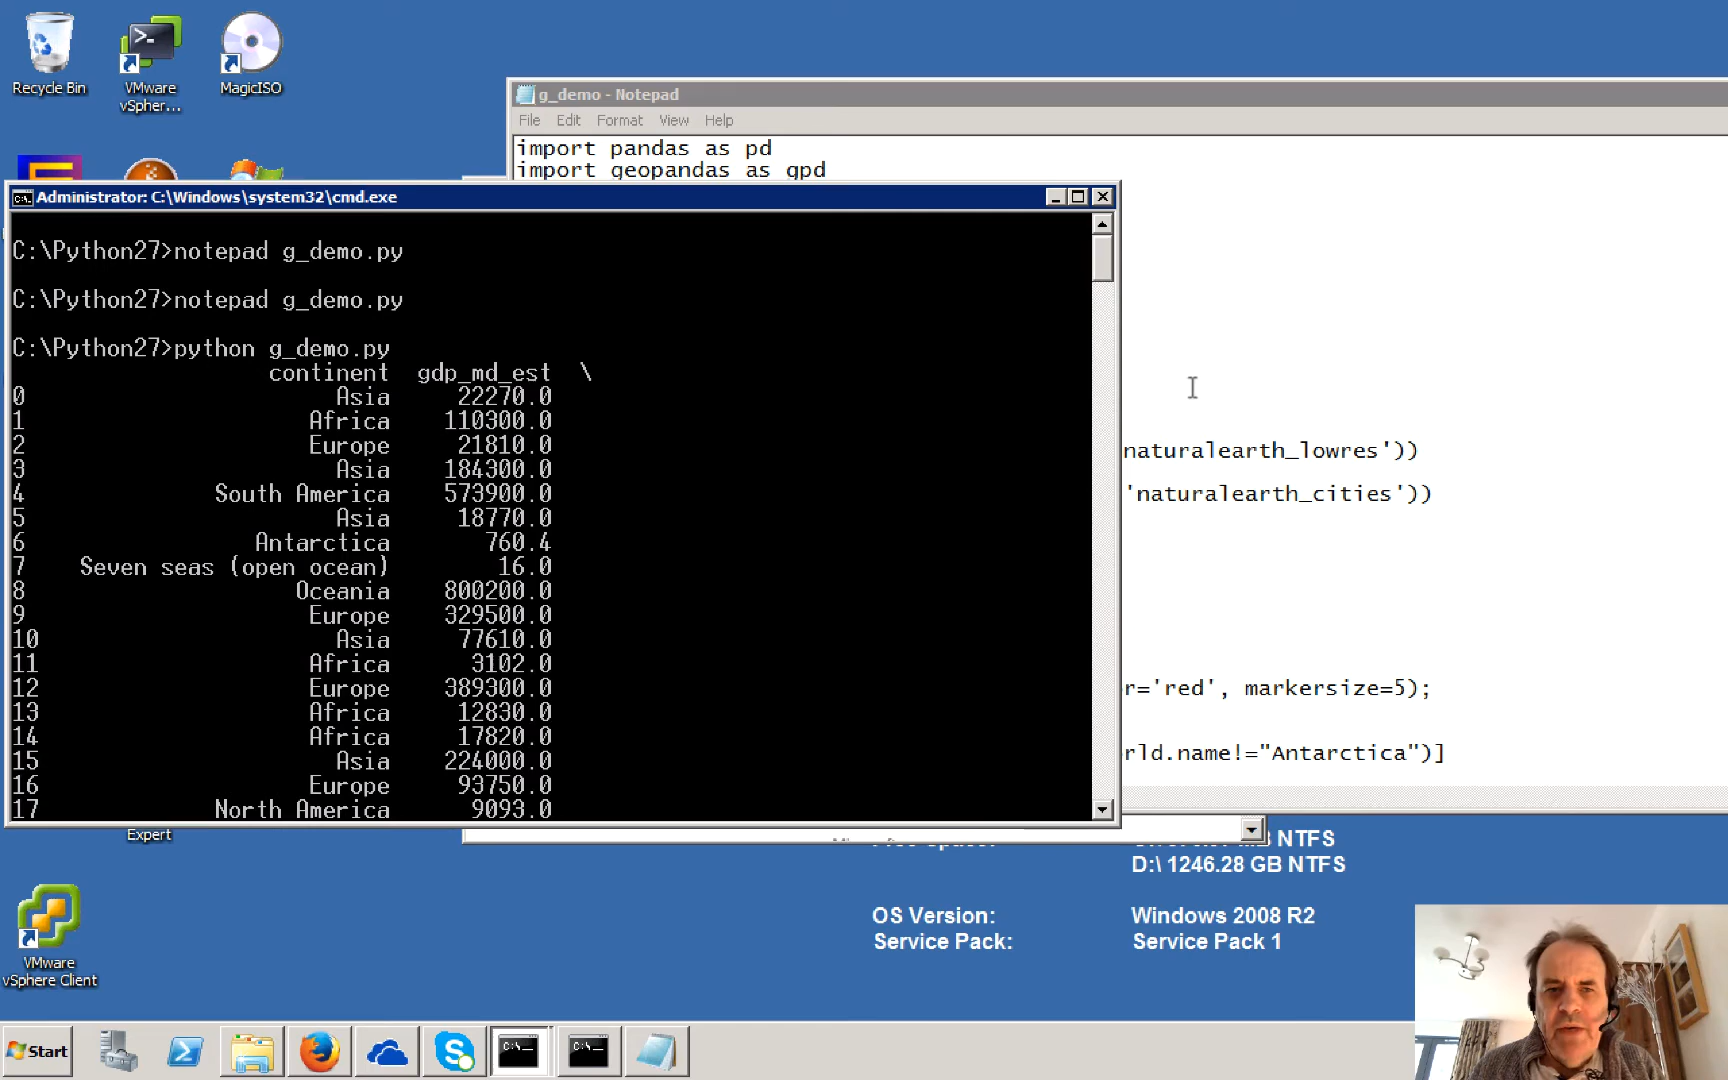 Recycle Bin
VMware
vSpher...
MagicISO
g_demo - Notepad
File Edit Format View Help
import pandas as pd
import geopandas as gpd
Administrator: C:\Windows\system32\cmd.exe
C:\Python27>notepad g_demo.py
C:\Python27>notepad g_demo.py
C:\Python27>python g_demo.py
continent gdp_md_est \
0 Asia 22270.0
1 Africa 110300.0
2 Europe 21810.0
3 Asia 184300.0
4 South America 573900.0
5 Asia 18770.0
6 Antarctica 760.4
7 Seven seas (open ocean) 16.0
8 Oceania 800200.0
9 Europe 329500.0
10 Asia 77610.0
11 Africa 3102.0
12 Europe 389300.0
13 Africa 12830.0
14 Africa 17820.0
15 Asia 224000.0
16 Europe 93750.0
17 North America 9093.0
naturalearth_lowres'))
'naturalearth_cities'))
r='red', markersize=5);
rld.name!="Antarctica")]
Expert
NTFS
D:\ 1246.28 GB NTFS
OS Version: Windows 2008 R2
Service Pack: Service Pack 1
VMware
vSphere Client
Start